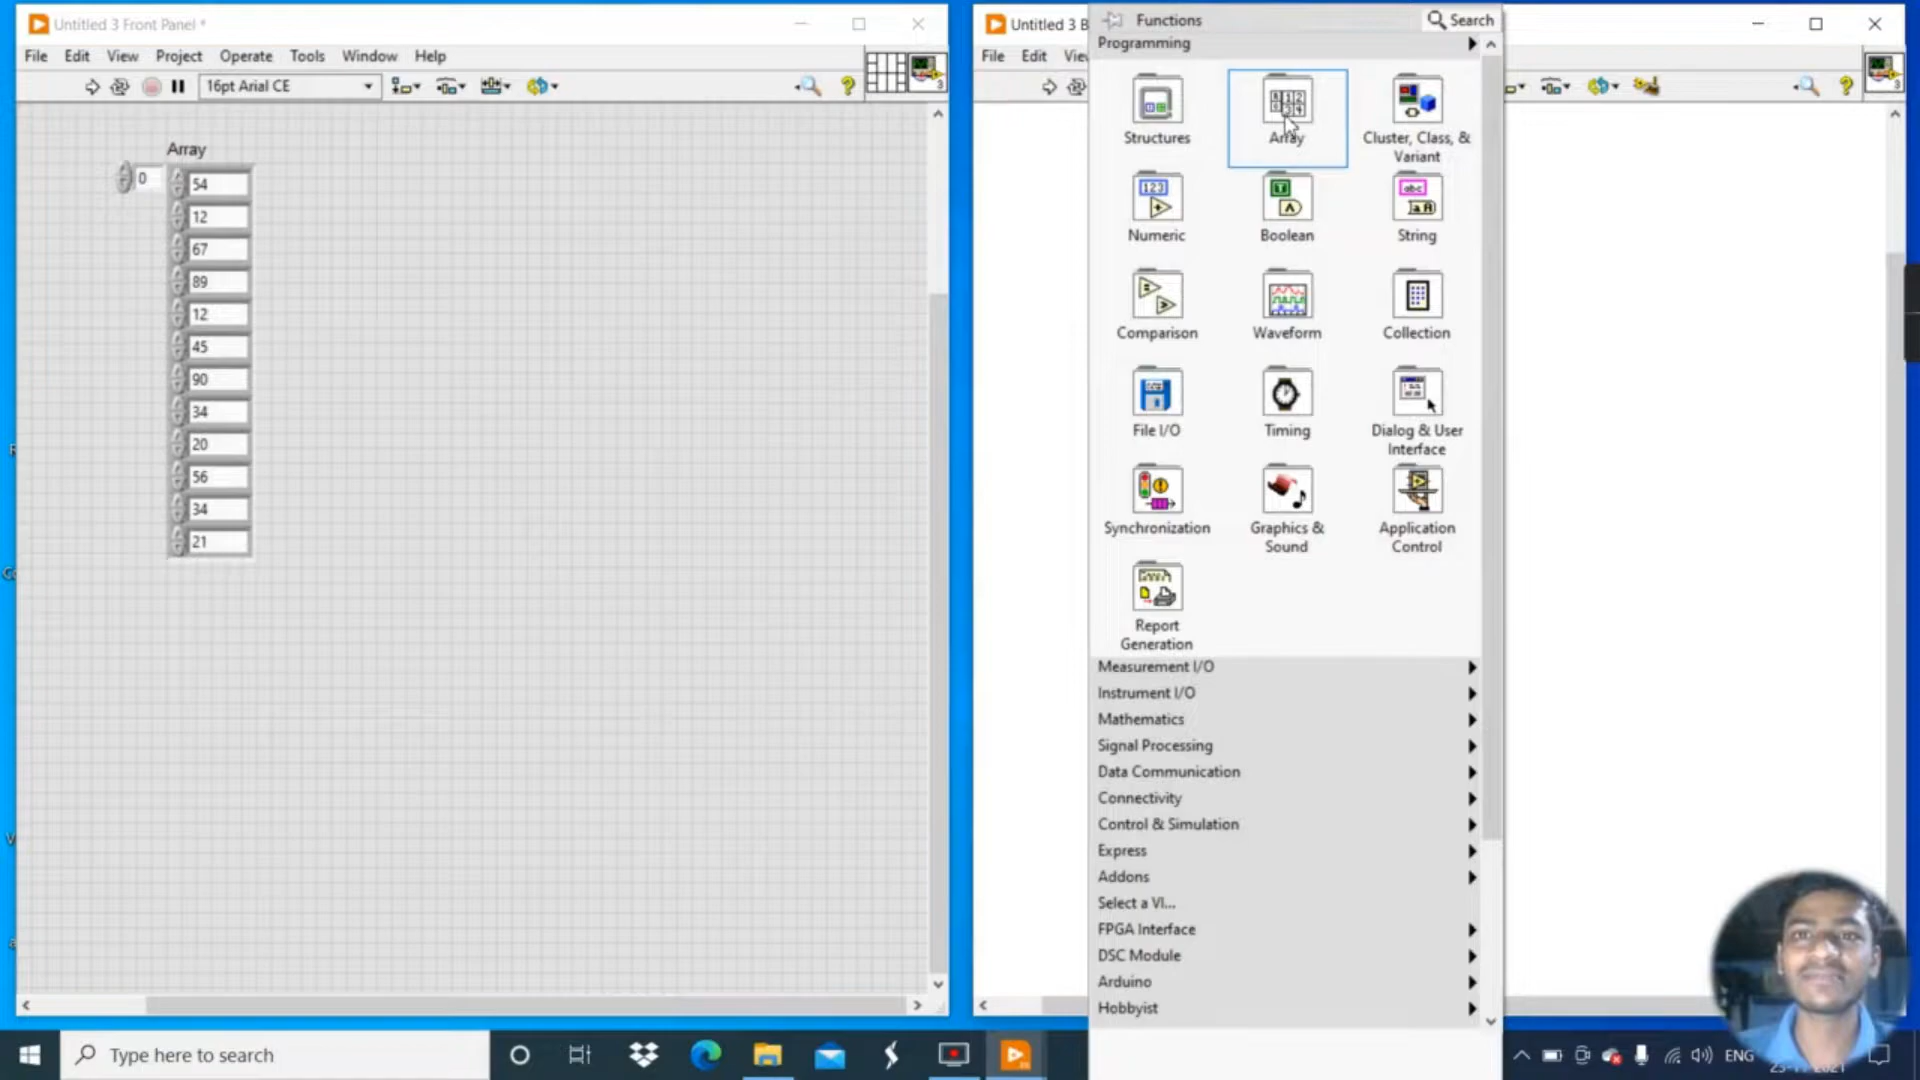 Untitled 3 Front Panel *
File Edit View Project Operate Tools Window Help
16pt Arial CE
3
Array
0
54
12
67
89
12
45
90
34
20
56
34
21
Untitled 3 B
File Edit
3
Functions
Search
Programming
Structures
Array
Cluster, Class, &
Variant
Numeric
Boolean
String
Comparison
Waveform
Collection
File I/O
Timing
Dialog & User
Interface
Synchronization
Graphics &
Sound
Application
Control
Report
Generation
Measurement I/O
Instrument I/O
Mathematics
Signal Processing
Data Communication
Connectivity
Control & Simulation
Express
Addons
Select a VI...
FPGA Interface
DSC Module
Arduino
Hobbyist
Type here to search
ENG